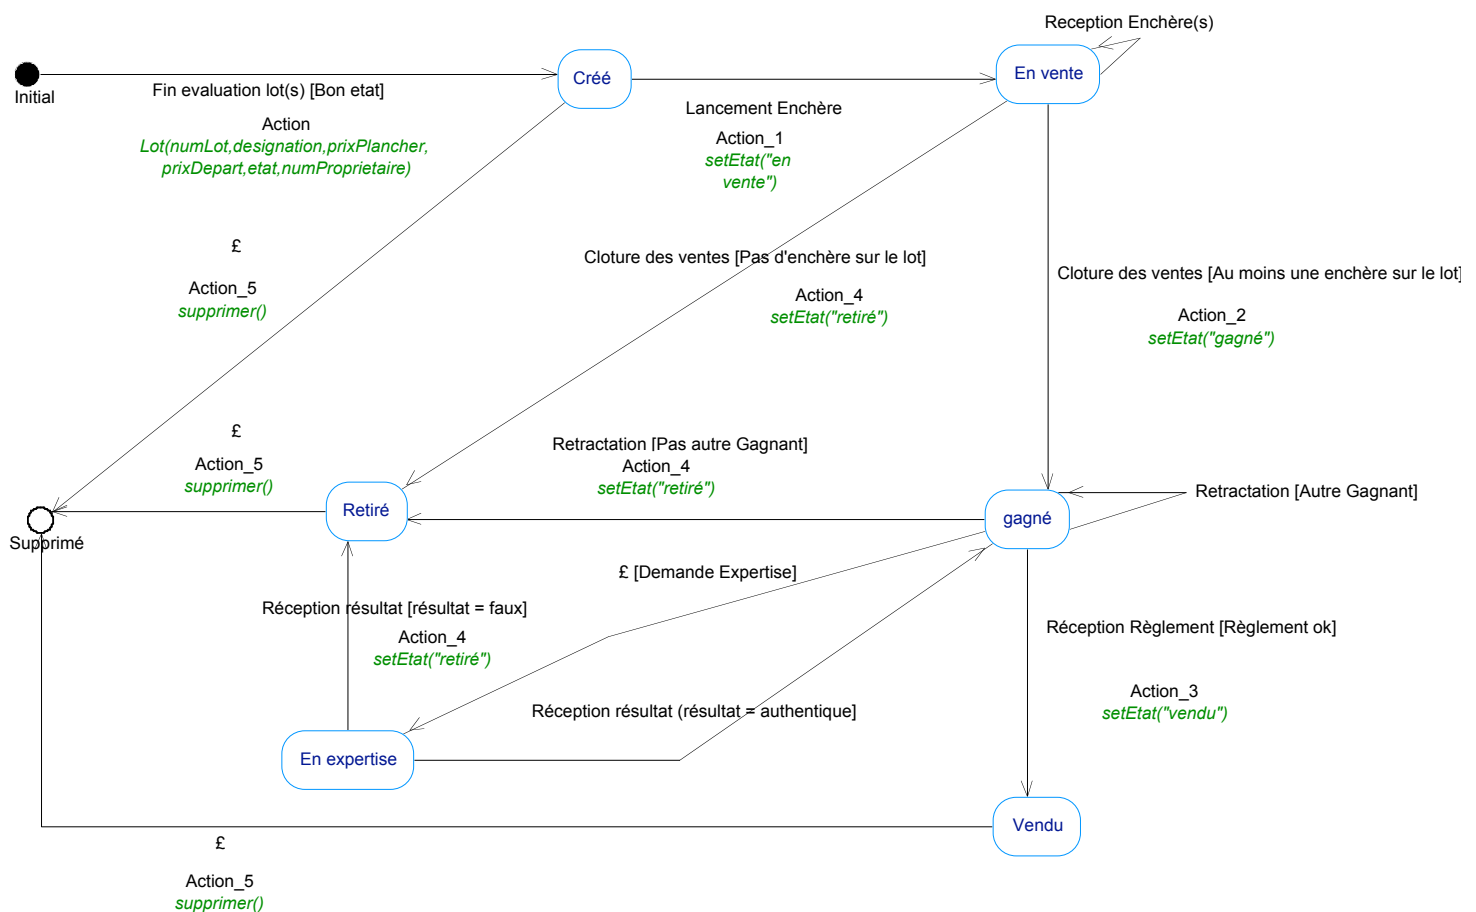 Reception Enchère(s)
Créé
En vente
Initial
Fin evaluation lot(s) [Bon etat]
Action
Lot(numLot,designation,prixPlancher,
prixDepart,etat,numProprietaire)
Lancement Enchère
Action_1
setEtat("en
vente")
£
Action_5
supprimer()
Cloture des ventes [Pas d'enchère sur le lot]
Action_4
setEtat("retiré")
Cloture des ventes [Au moins une enchère sur le lot]
Action_2
setEtat("gagné")
£
Action_5
supprimer()
Retractation [Pas autre Gagnant]
Action_4
setEtat("retiré")
Retractation [Autre Gagnant]
Retiré
gagné
Supprimé
£ [Demande Expertise]
Réception résultat [résultat = faux]
Action_4
setEtat("retiré")
Réception Règlement [Règlement ok]
Action_3
setEtat("vendu")
Réception résultat (résultat = authentique]
En expertise
Vendu
£
Action_5
supprimer()